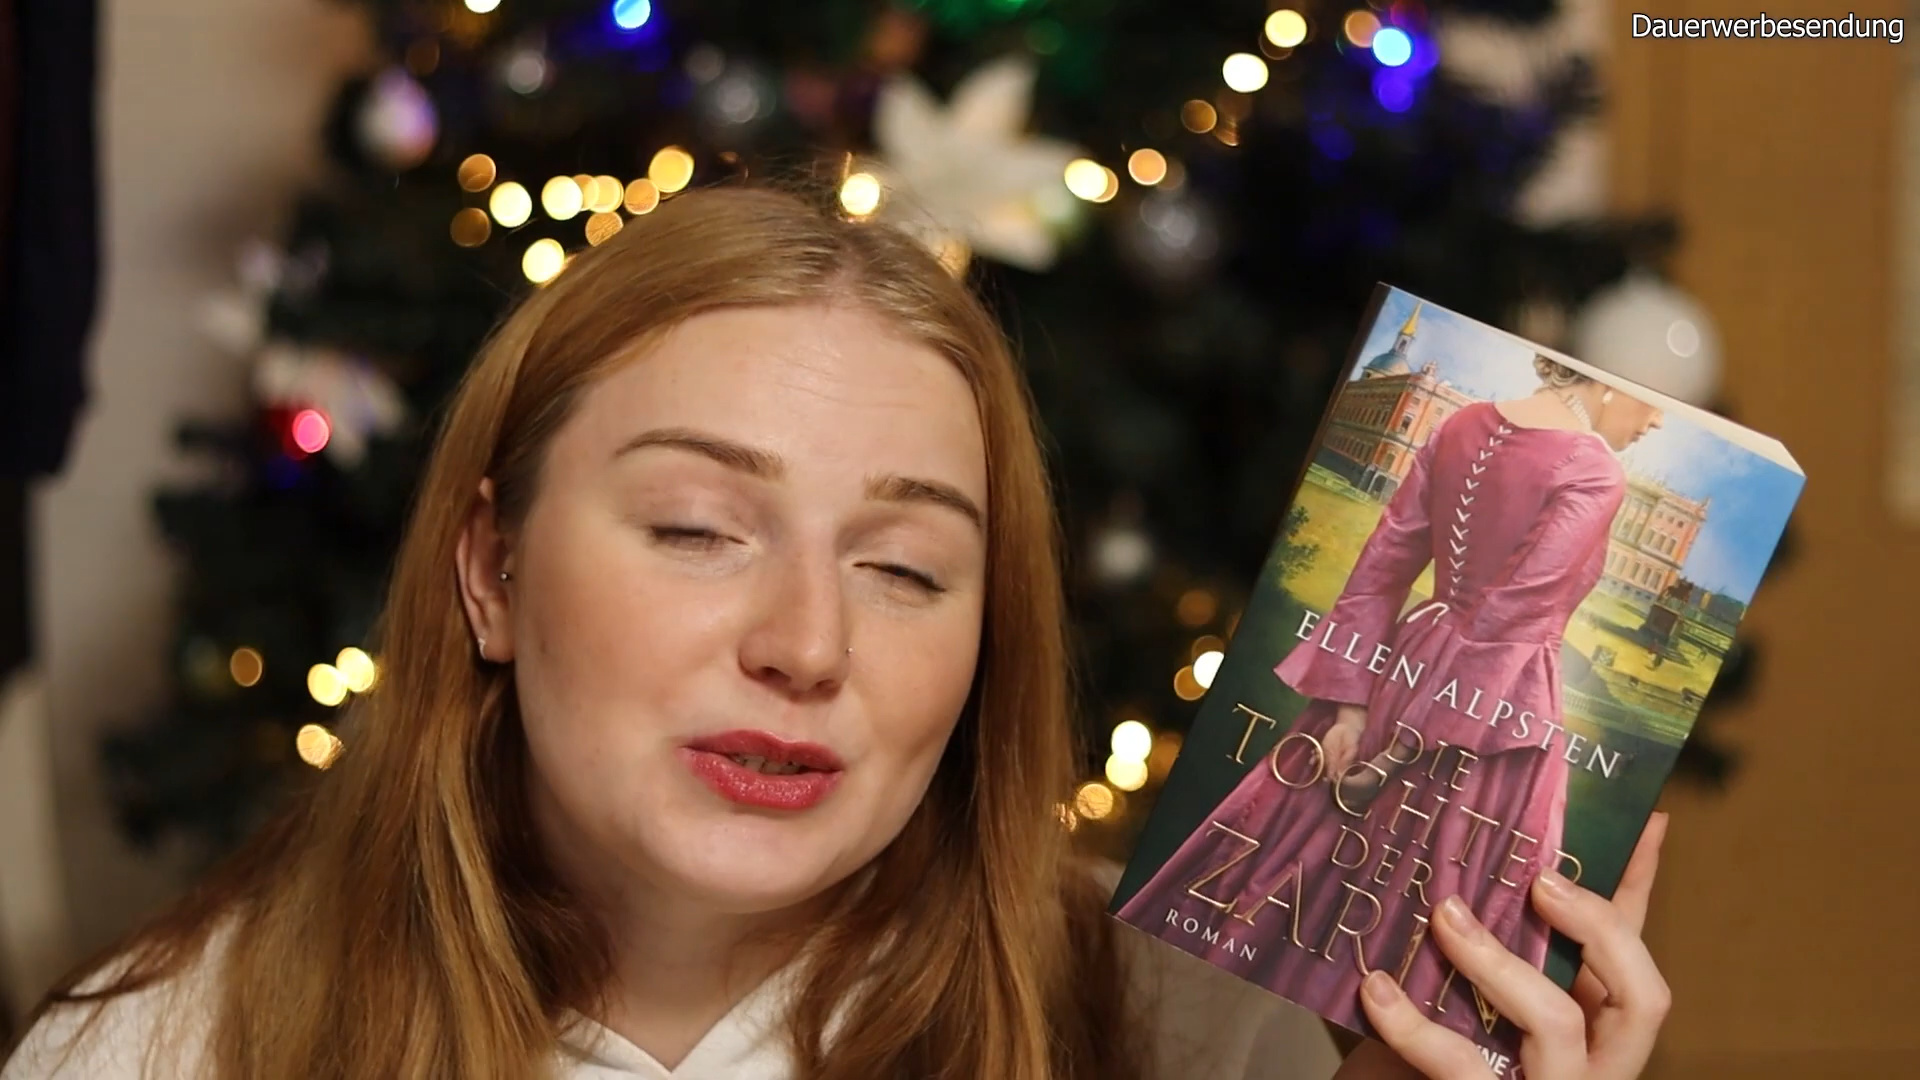 Dauerwerbesendung
ELLEN ALPSTEN
DIE
TOCHTER
DER
ZARIN
ROMAN